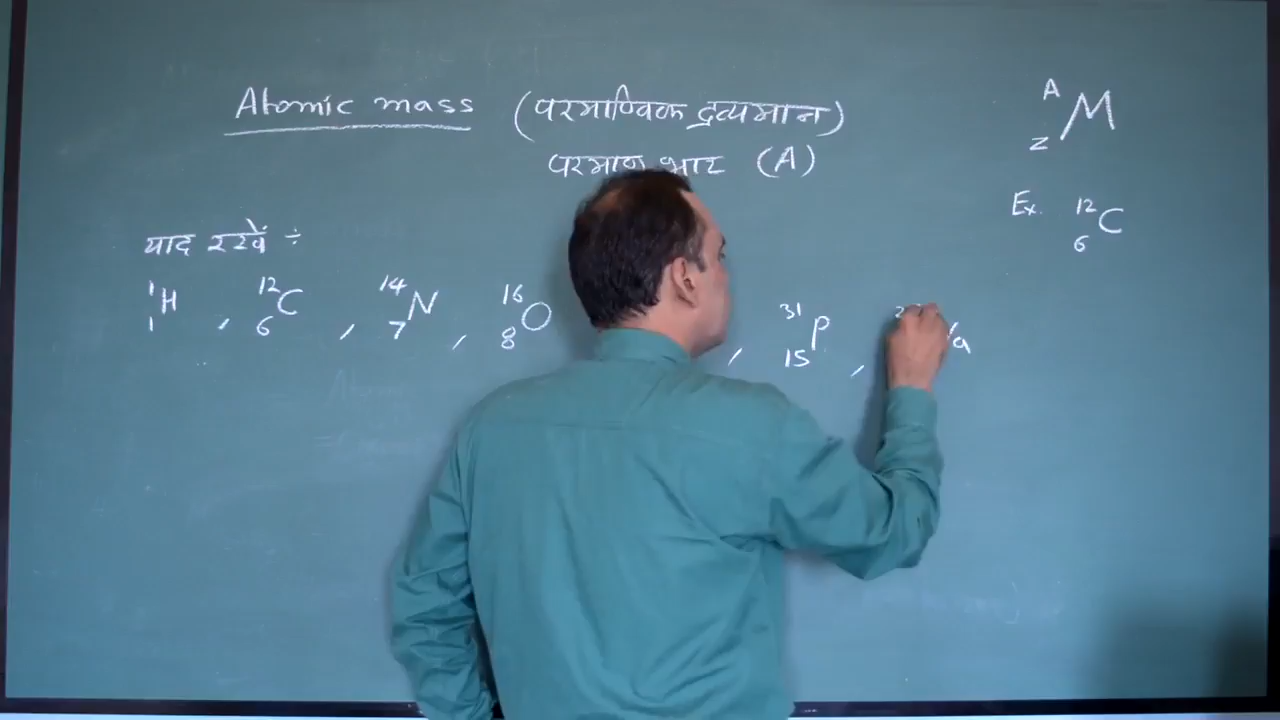 Atomic mass (परमाण्विक द्रव्यमान)
परमाणु भार (A)
A
Z M
Ex. 12
6 C
याद रखें ÷
1 H , 12 C , 14 N , 16 O , 31 P , a
1 6 7 8 15